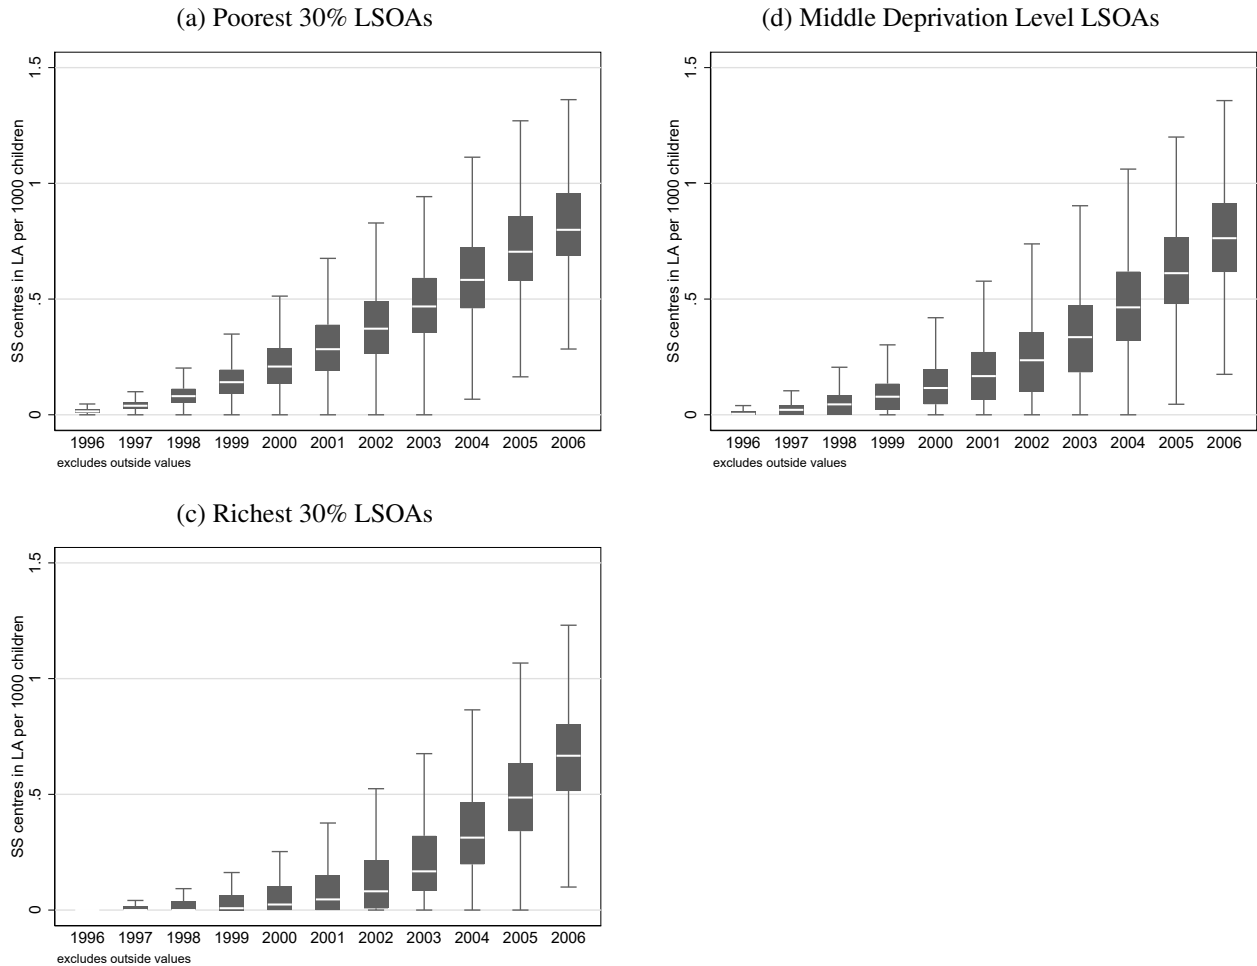 (a) Poorest 30% LSOAs
SS centres in LA per 1000 children
1.5
1
.5
0
1996 1997 1998 1999 2000 2001 2002 2003 2004 2005 2006
excludes outside values
(d) Middle Deprivation Level LSOAs
SS centres in LA per 1000 children
1.5
1
.5
0
1996 1997 1998 1999 2000 2001 2002 2003 2004 2005 2006
excludes outside values
(c) Richest 30% LSOAs
SS centres in LA per 1000 children
1.5
1
.5
0
1996 1997 1998 1999 2000 2001 2002 2003 2004 2005 2006
excludes outside values